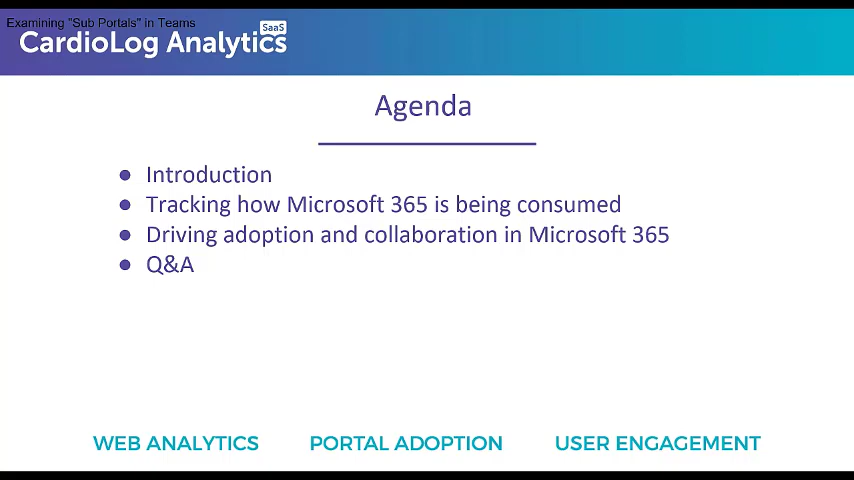 Examining "Sub Portals" in Teams
CardioLog Analytics SaaS
Agenda
● Introduction
● Tracking how Microsoft 365 is being consumed
● Driving adoption and collaboration in Microsoft 365
● Q&A
WEB ANALYTICS PORTAL ADOPTION USER ENGAGEMENT